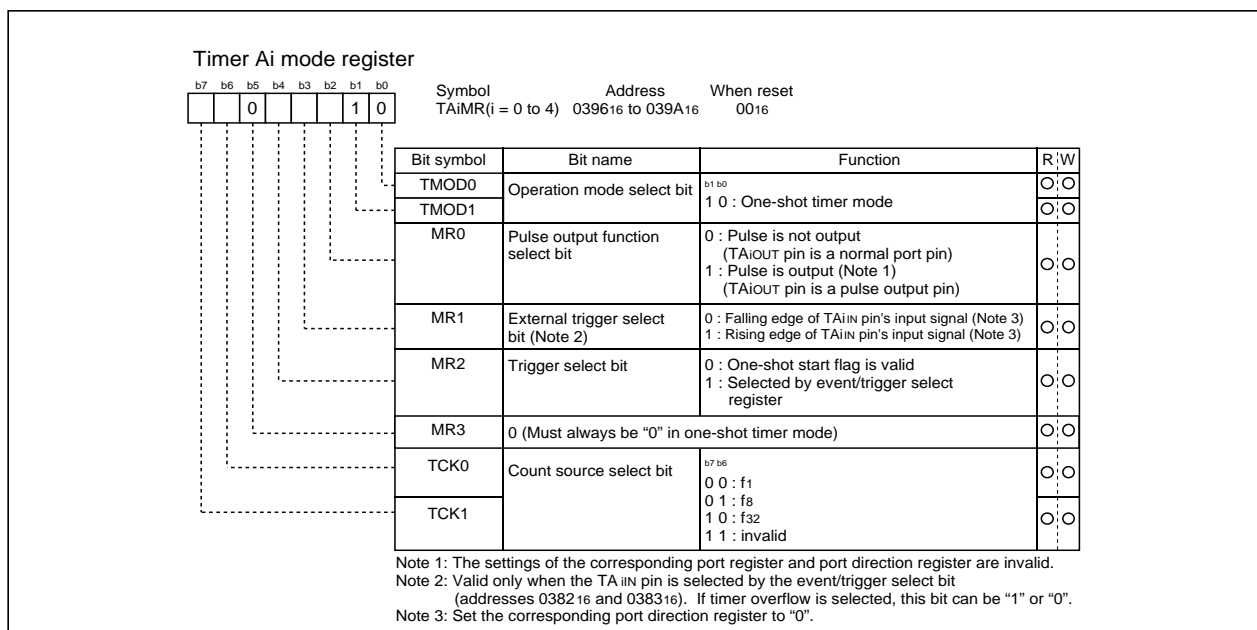 Timer Ai mode register
b7 b6 b5 b4 b3 b2 b1 b0
0 1 0
Symbol Address When reset
TAiMR(i = 0 to 4) 039616 to 039A16 0016
Bit symbol Bit name Function R W
TMOD0 Operation mode select bit b1 b0
TMOD1 1 0 : One-shot timer mode
MR0 Pulse output function select bit
0 : Pulse is not output
(TAiOUT pin is a normal port pin)
1 : Pulse is output (Note 1)
(TAiOUT pin is a pulse output pin)
MR1 External trigger select bit (Note 2)
0 : Falling edge of TAiIN pin's input signal (Note 3)
1 : Rising edge of TAiIN pin's input signal (Note 3)
MR2 Trigger select bit
0 : One-shot start flag is valid
1 : Selected by event/trigger select
register
MR3 0 (Must always be “0” in one-shot timer mode)
TCK0 Count source select bit b7 b6
0 0 : f1
0 1 : f8
TCK1 1 0 : f32
1 1 : invalid
Note 1: The settings of the corresponding port register and port direction register are invalid.
Note 2: Valid only when the TA iIN pin is selected by the event/trigger select bit
(addresses 038216 and 038316). If timer overflow is selected, this bit can be “1” or “0”.
Note 3: Set the corresponding port direction register to “0”.